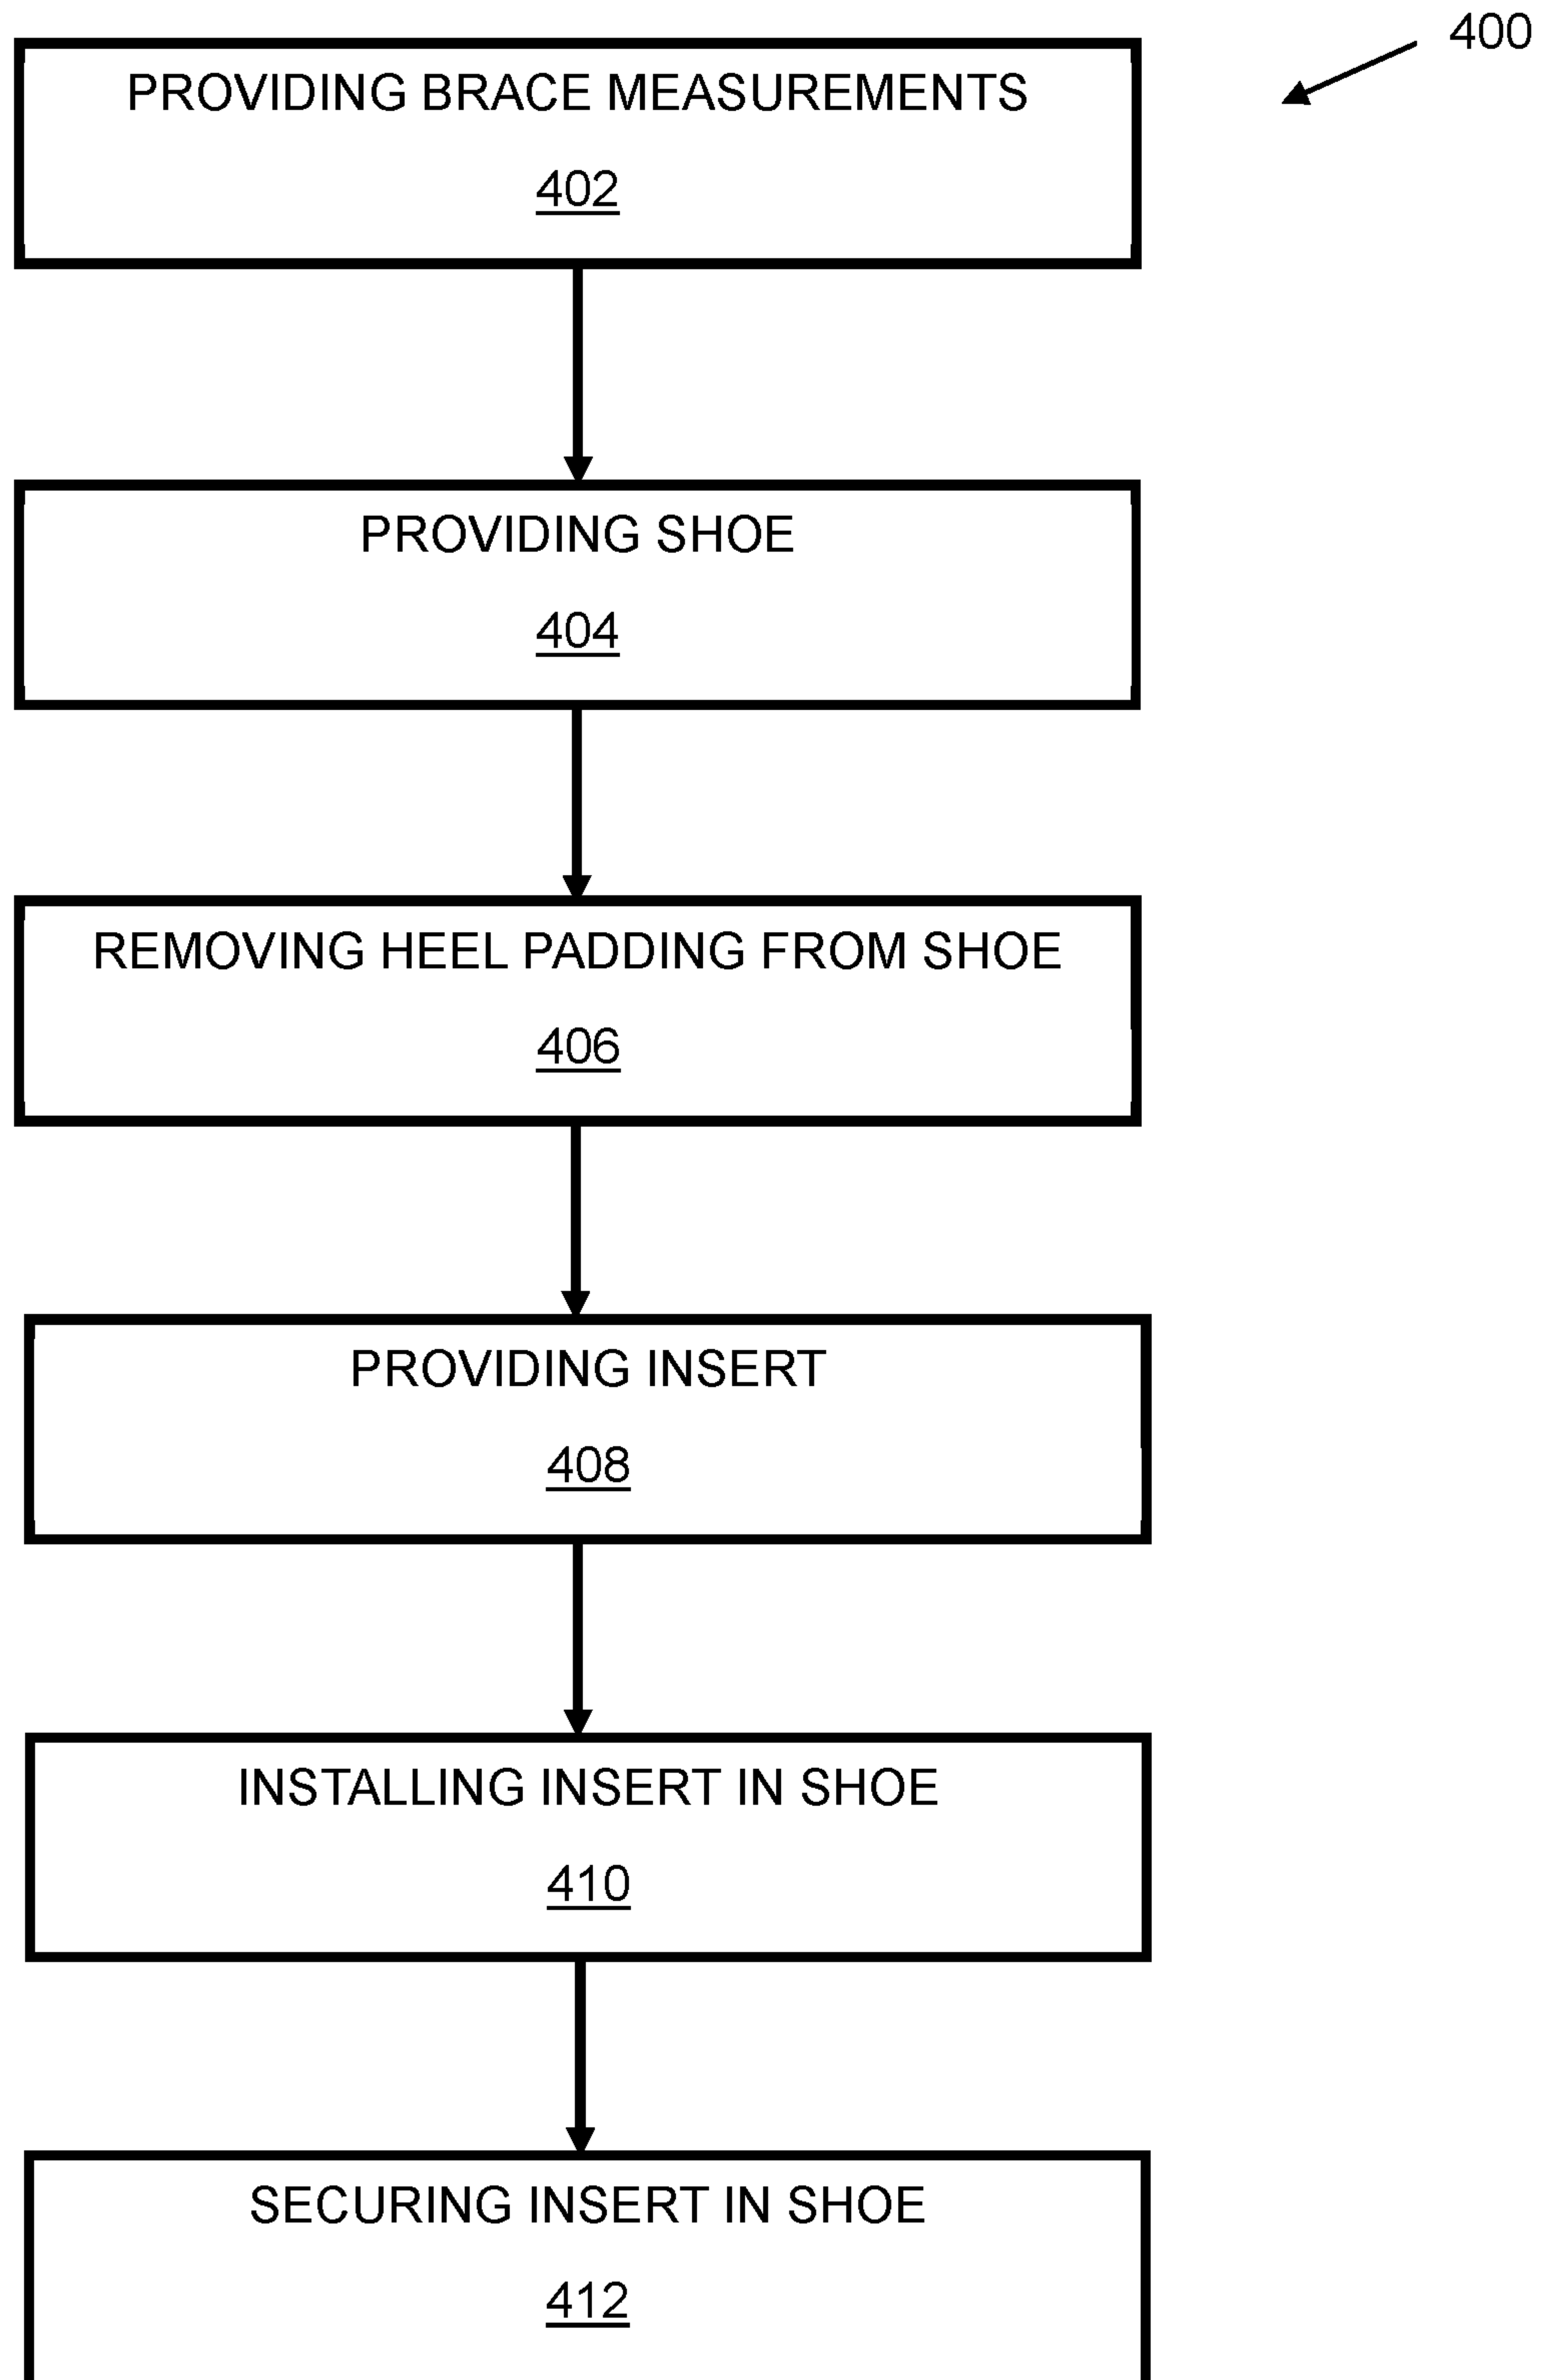 400
PROVIDING BRACE MEASUREMENTS
402
PROVIDING SHOE
404
REMOVING HEEL PADDING FROM SHOE
406
PROVIDING INSERT
408
INSTALLING INSERT IN SHOE
410
SECURING INSERT IN SHOE
412